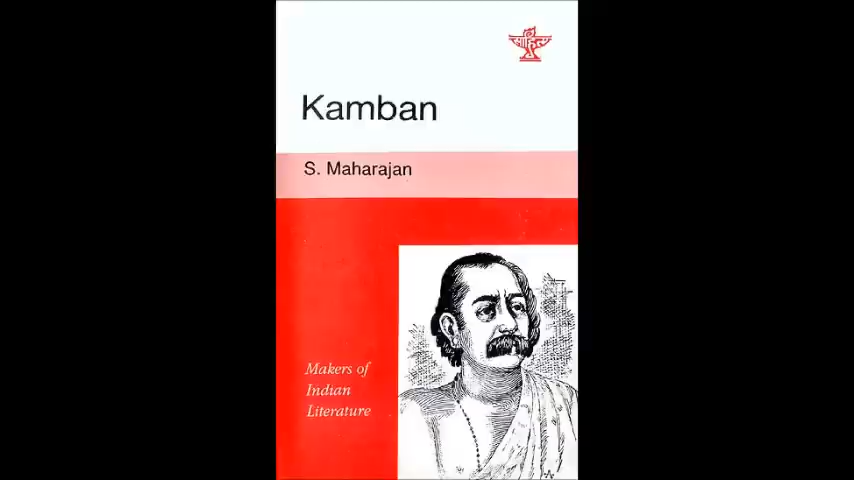 साहित्य
Kamban
S. Maharajan
Makers of
Indian
Literature